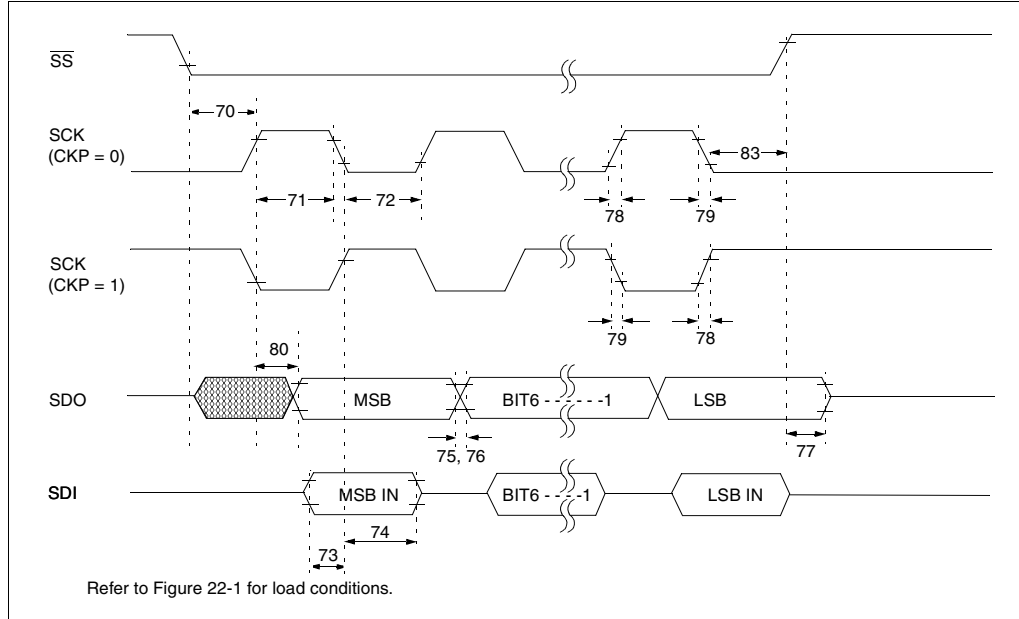 SS
70
SCK
(CKP = 0)
83
71
72
78
79
SCK
(CKP = 1)
79
78
80
SDO
MSB
BIT6 - - - - - -1
LSB
75, 76
77
SDI
MSB IN
BIT6 - - - -1
LSB IN
74
73
Refer to Figure 22-1 for load conditions.